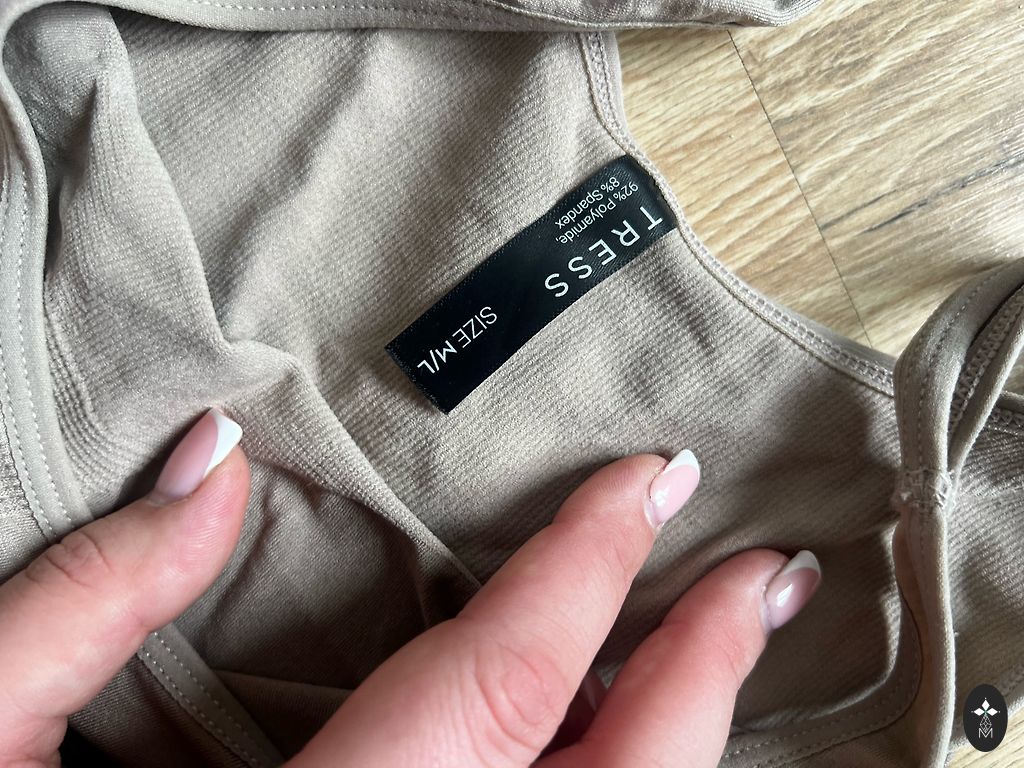 TRESS
92% Polyamide,
8% Spandex
SIZE M/L
M